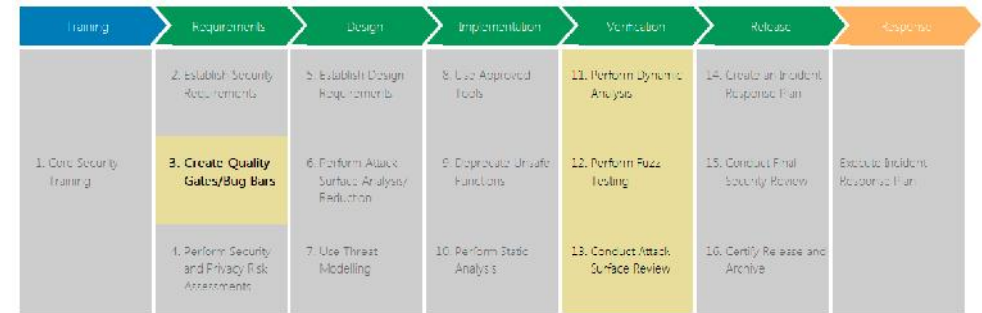 Training
Requirements
Design
Implementation
Verification
Release
Response
1. Core Security
Training
2. Establish Security
Requirements
3. Create Quality
Gates/Bug Bars
4. Perform Security
and Privacy Risk
Assessments
5. Establish Design
Requirements
6. Perform Attack
Surface Analysis/
Reduction
7. Use Threat
Modelling
8. Use Approved
Tools
9. Deprecate Unsafe
Functions
10. Perform Static
Analysis
11. Perform Dynamic
Analysis
12. Perform Fuzz
Testing
13. Conduct Attack
Surface Review
14. Create an Incident
Response Plan
15. Conduct Final
Security Review
16. Certify Release and
Archive
Execute Incident
Response Plan